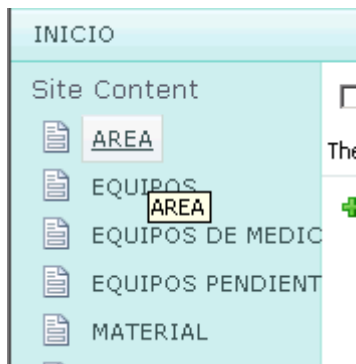 INICIO
Site Content
AREA
The
EQUIPOS
AREA
EQUIPOS DE MEDIC
EQUIPOS PENDIENT
MATERIAL